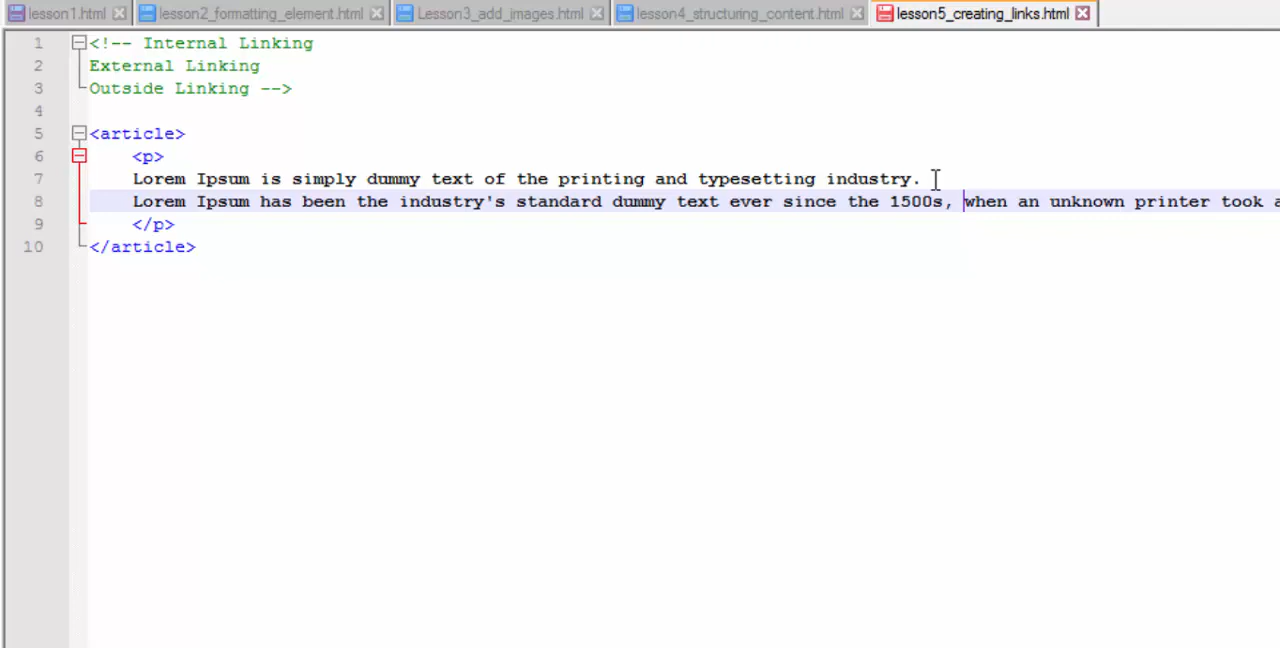 lesson1.html lesson2_formatting_element.html Lesson3_add_images.html lesson4_structuring_content.html lesson5_creating_links.html
1 <!-- Internal Linking
2 External Linking
3 Outside Linking -->
4
5 <article>
6 <p>
7 Lorem Ipsum is simply dummy text of the printing and typesetting industry.
8 Lorem Ipsum has been the industry's standard dummy text ever since the 1500s, when an unknown printer took a
9 </p>
10 </article>